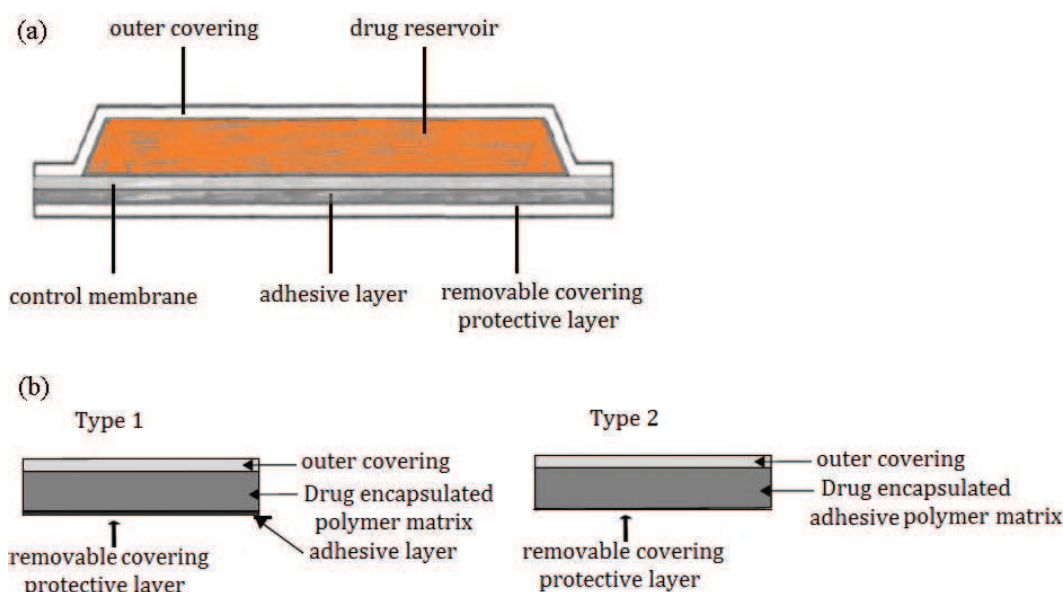 (a)
outer covering
drug reservoir
control membrane
adhesive layer
removable covering
protective layer
(b)
Type 1
outer covering
Drug encapsulated
polymer matrix
adhesive layer
removable covering
protective layer
Type 2
outer covering
Drug encapsulated
adhesive polymer matrix
removable covering
protective layer